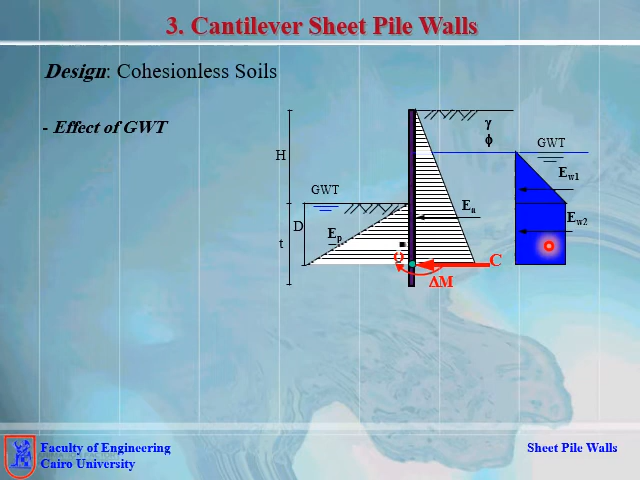 3. Cantilever Sheet Pile Walls
Design: Cohesionless Soils
- Effect of GWT
γ
ϕ
GWT
H
E_w1
GWT
E_a
E_w2
D
E_p
t
O
C
ΔM
Faculty of Engineering
Cairo University
Sheet Pile Walls